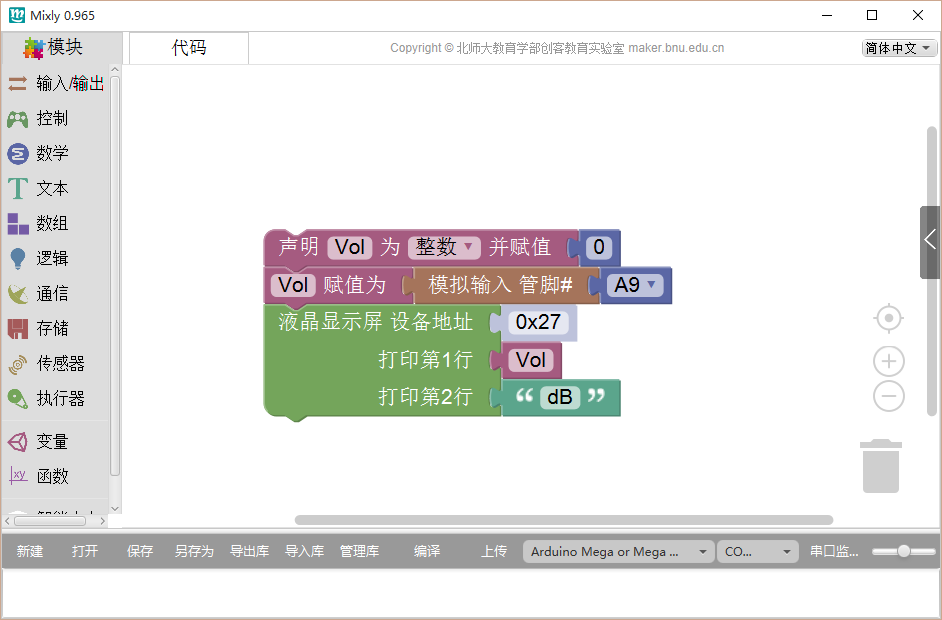 Mixly 0.965
模块
代码
Copyright © 北师大教育学部创客教育实验室 maker.bnu.edu.cn
简体中文
输入/输出
控制
数学
文本
数组
逻辑
通信
存储
传感器
执行器
变量
函数
声明 Vol 为 整数 并赋值 0
Vol 赋值为 模拟输入 管脚# A9
液晶显示屏 设备地址 0x27
打印第1行 Vol
打印第2行 “ dB ”
新建 打开 保存 另存为 导出库 导入库 管理库 编译 上传 Arduino Mega or Mega ... CO... 串口监...